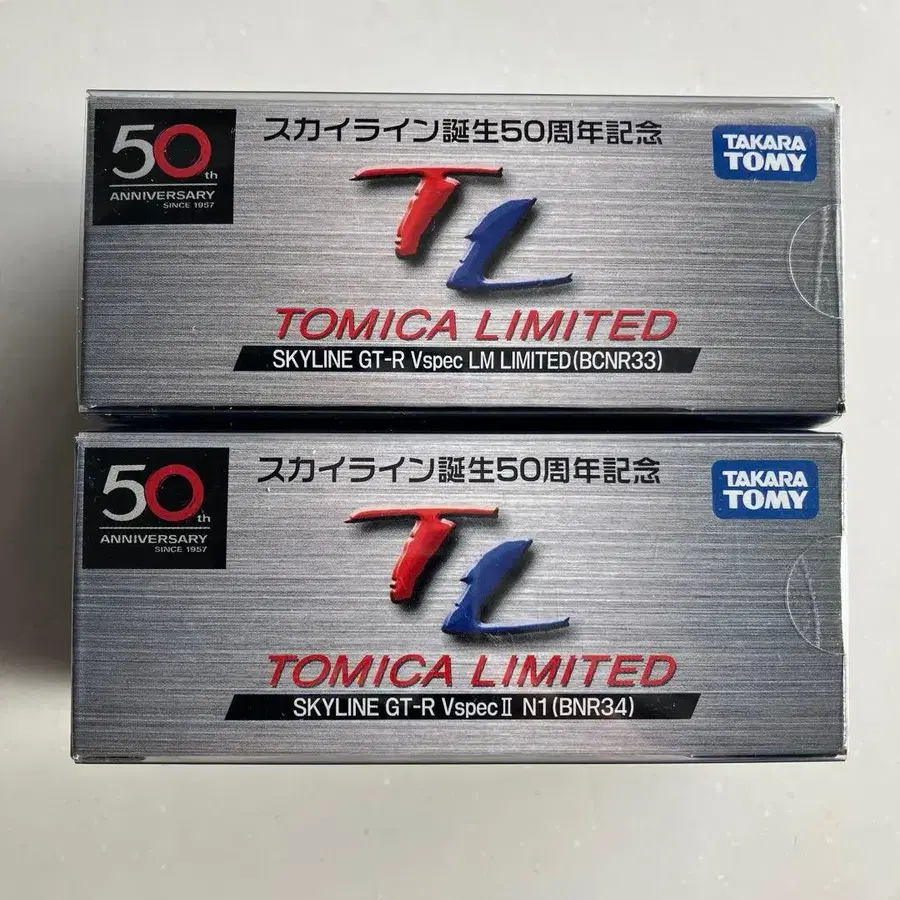 50th
ANNIVERSARY
SINCE 1957
スカイライン誕生50周年記念
TAKARA
TOMY
TL
TOMICA LIMITED
SKYLINE GT-R Vspec LM LIMITED(BCNR33)
50th
ANNIVERSARY
SINCE 1957
スカイライン誕生50周年記念
TAKARA
TOMY
TL
TOMICA LIMITED
SKYLINE GT-R VspecⅡ N1(BNR34)